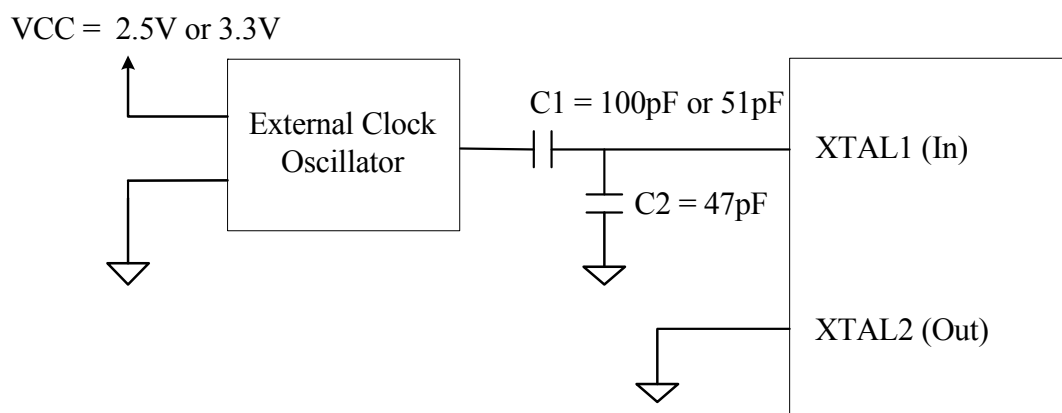 VCC =  2.5V or 3.3V
External Clock
Oscillator
C1 = 100pF or 51pF
C2 = 47pF
XTAL1 (In)
XTAL2 (Out)